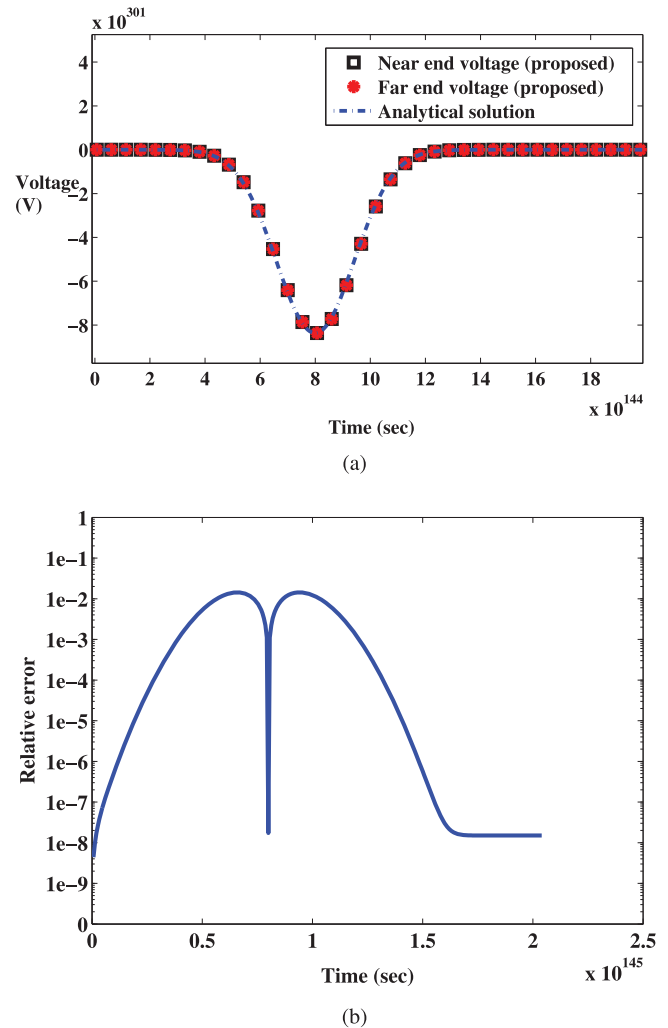 x 10^301
4
2
0
-2
-4
-6
-8
Voltage
(V)
Near end voltage (proposed)
Far end voltage (proposed)
Analytical solution
0 2 4 6 8 10 12 14 16 18
x 10^144
Time (sec)
(a)
1
1e-1
1e-2
1e-3
1e-4
1e-5
1e-6
1e-7
1e-8
1e-9
0
Relative error
0 0.5 1 1.5 2 2.5
x 10^145
Time (sec)
(b)